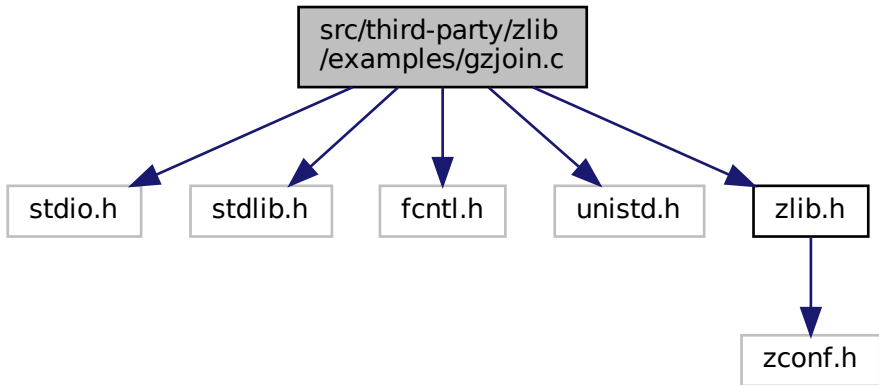 src/third-party/zlib
/examples/gzjoin.c
stdio.h
stdlib.h
fcntl.h
unistd.h
zlib.h
zconf.h